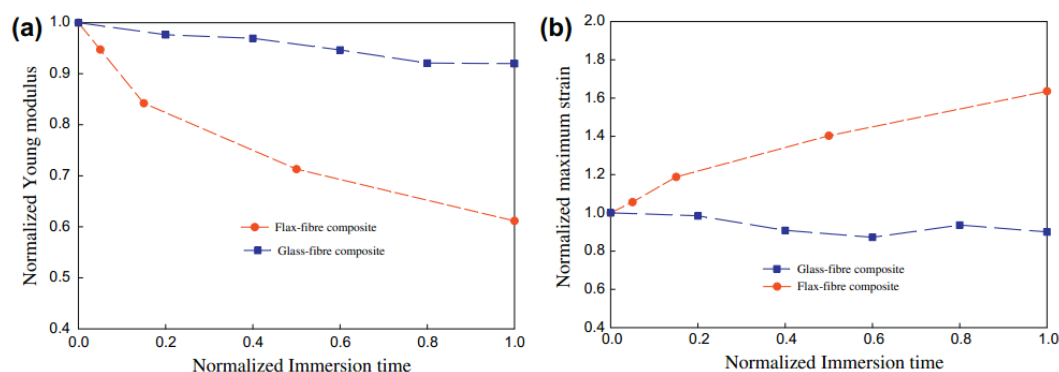 (a)
Normalized Young modulus
1.0
0.9
0.8
0.7
0.6
0.5
0.4
Flax-fibre composite
Glass-fibre composite
0.0 0.2 0.4 0.6 0.8 1.0
Normalized Immersion time
(b)
Normalized maximum strain
2.0
1.8
1.6
1.4
1.2
1.0
0.8
0.6
0.4
Glass-fibre composite
Flax-fibre composite
0.0 0.2 0.4 0.6 0.8 1.0
Normalized Immersion time